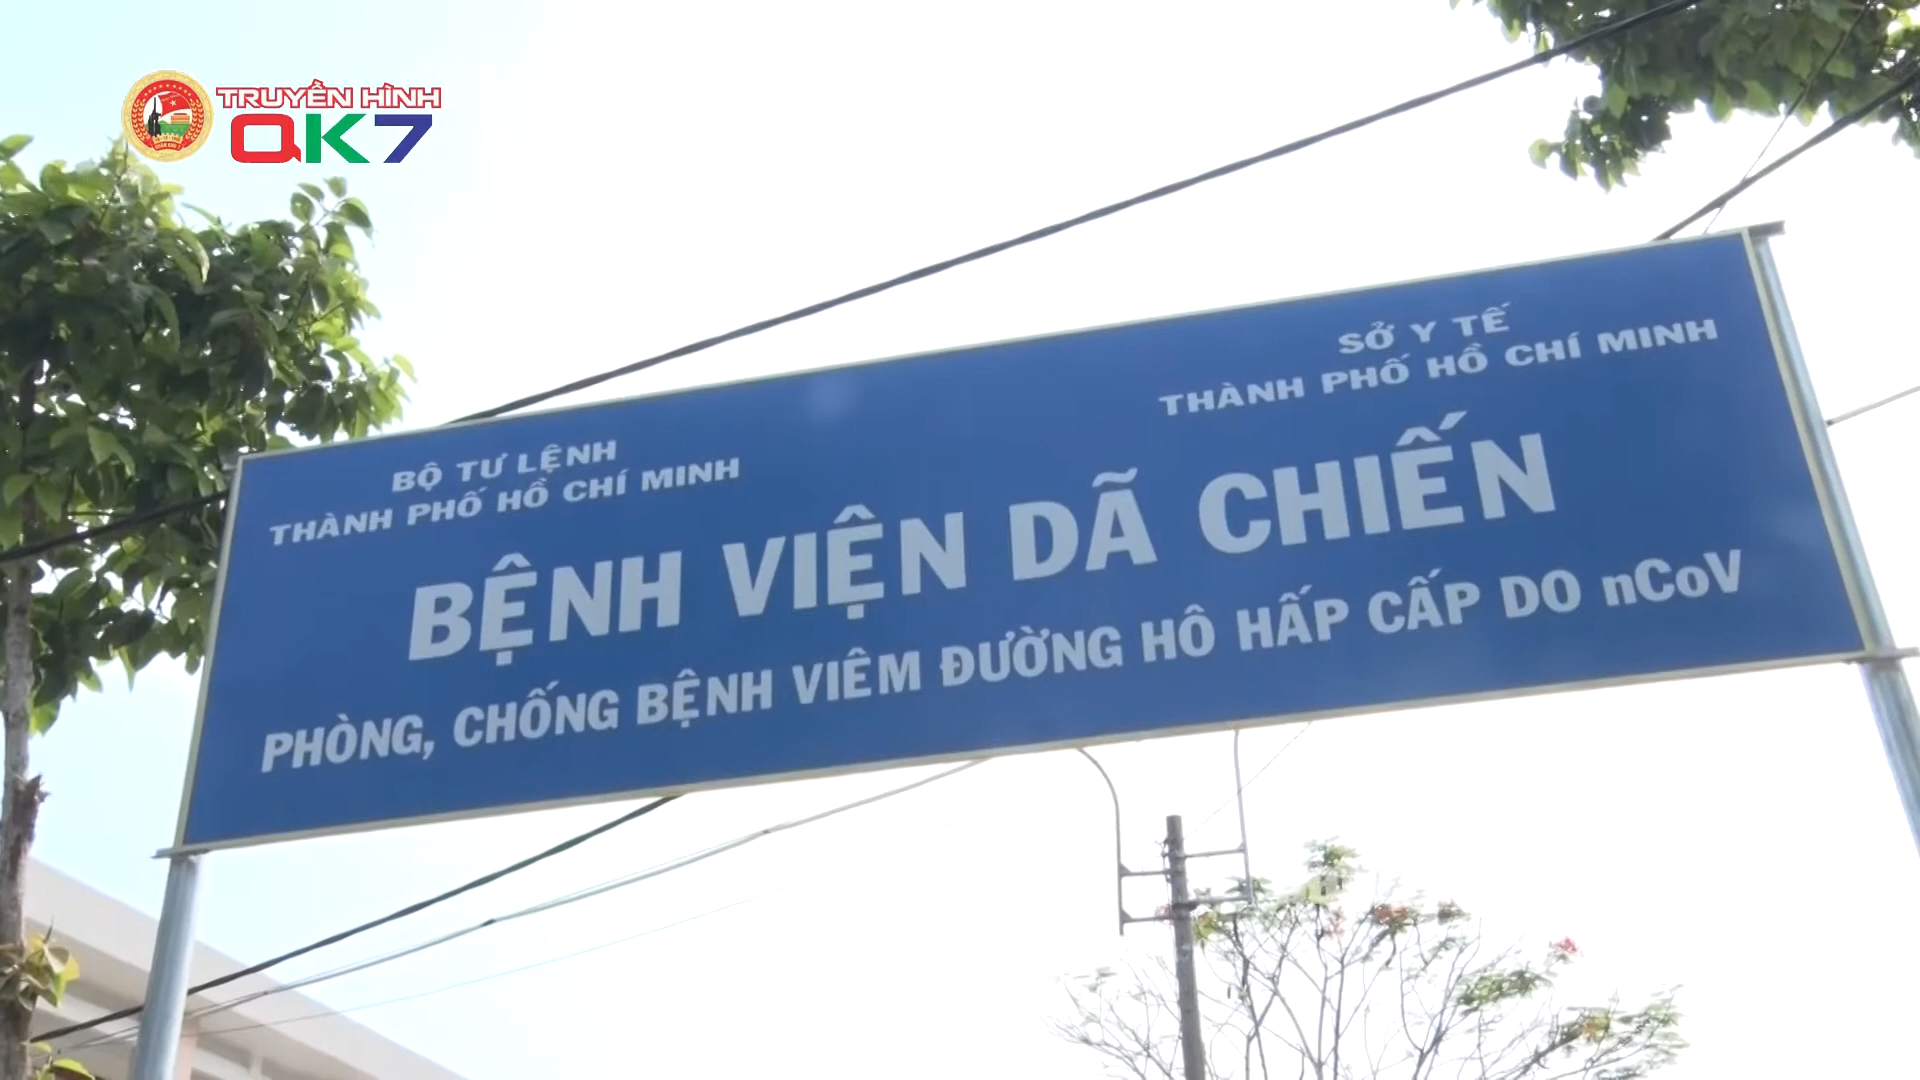 TRUYỀN HÌNH
QK7
BỘ TƯ LỆNH
THÀNH PHỐ HỒ CHÍ MINH
SỞ Y TẾ
THÀNH PHỐ HỒ CHÍ MINH
BỆNH VIỆN DÃ CHIẾN
PHÒNG, CHỐNG BỆNH VIÊM ĐƯỜNG HÔ HẤP CẤP DO nCoV